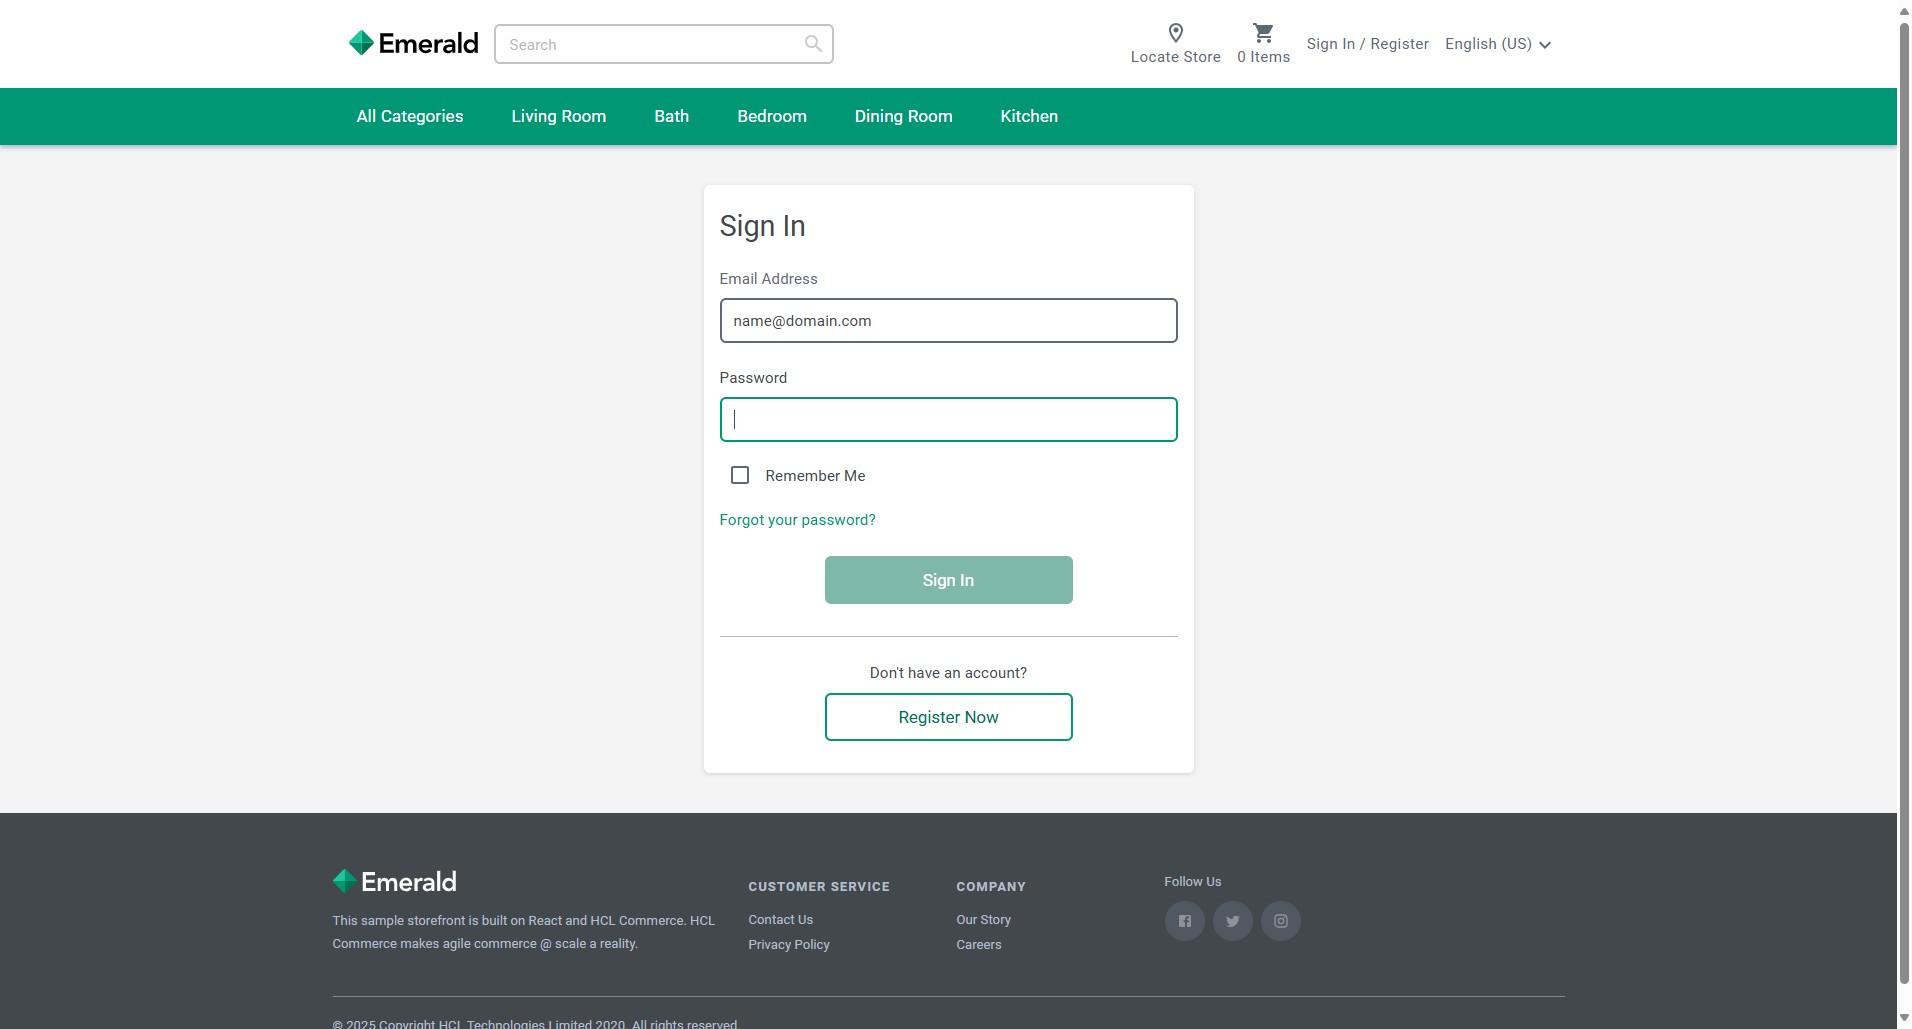 Emerald
Search
Locate Store
0 Items
Sign In / Register
English (US)
All Categories
Living Room
Bath
Bedroom
Dining Room
Kitchen
Sign In
Email Address
name@domain.com
Password
Remember Me
Forgot your password?
Sign In
Don't have an account?
Register Now
Emerald
This sample storefront is built on React and HCL Commerce. HCL
Commerce makes agile commerce @ scale a reality.
CUSTOMER SERVICE
Contact Us
Privacy Policy
COMPANY
Our Story
Careers
Follow Us
© 2025 Copyright HCL Technologies Limited 2020. All rights reserved